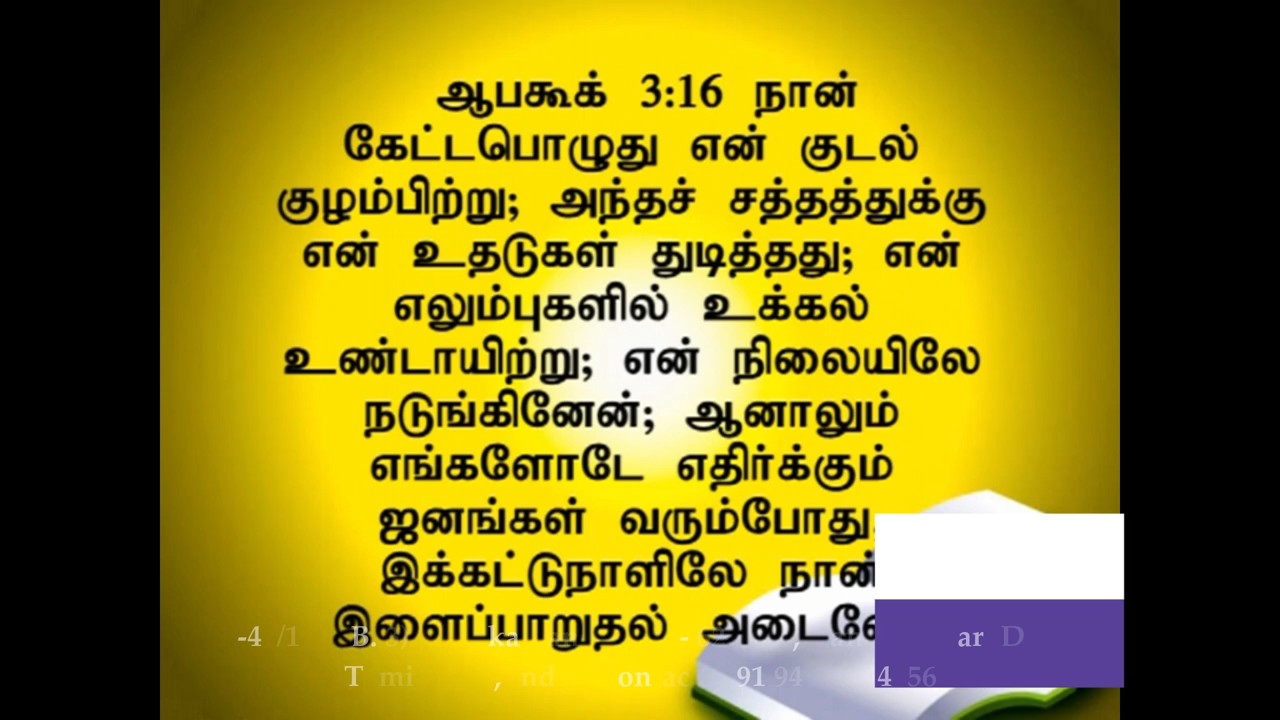 ஆபகூக் 3:16 நான்
கேட்டபொழுது என் குடல்
குழம்பிற்று; அந்தச் சத்தத்துக்கு
என் உதடுகள் துடித்தது; என்
எலும்புகளில் உக்கல்
உண்டாயிற்று; என் நிலையிலே
நடுங்கினேன்; ஆனாலும்
எங்களோடே எதிர்க்கும்
ஜனங்கள் வரும்போது
இக்கட்டுநாளிலே நான்
இளைப்பாறுதல்